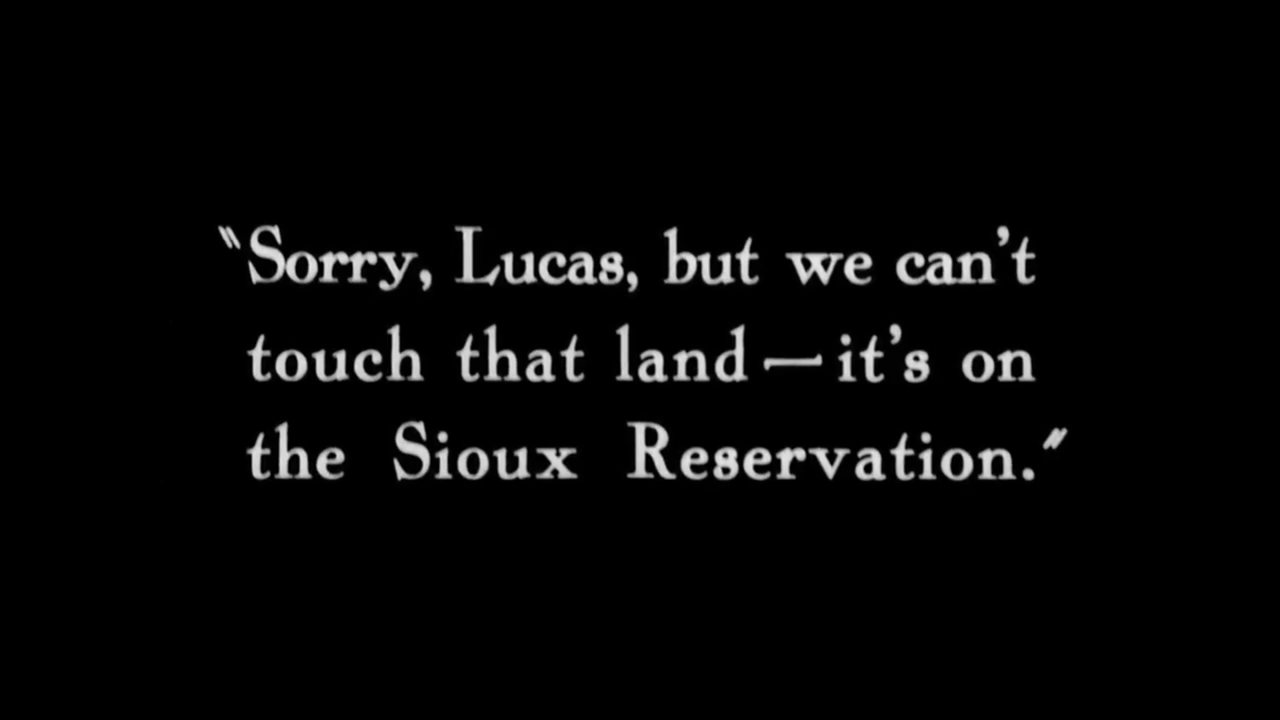 "Sorry, Lucas, but we can't
touch that land—it's on
the Sioux Reservation."